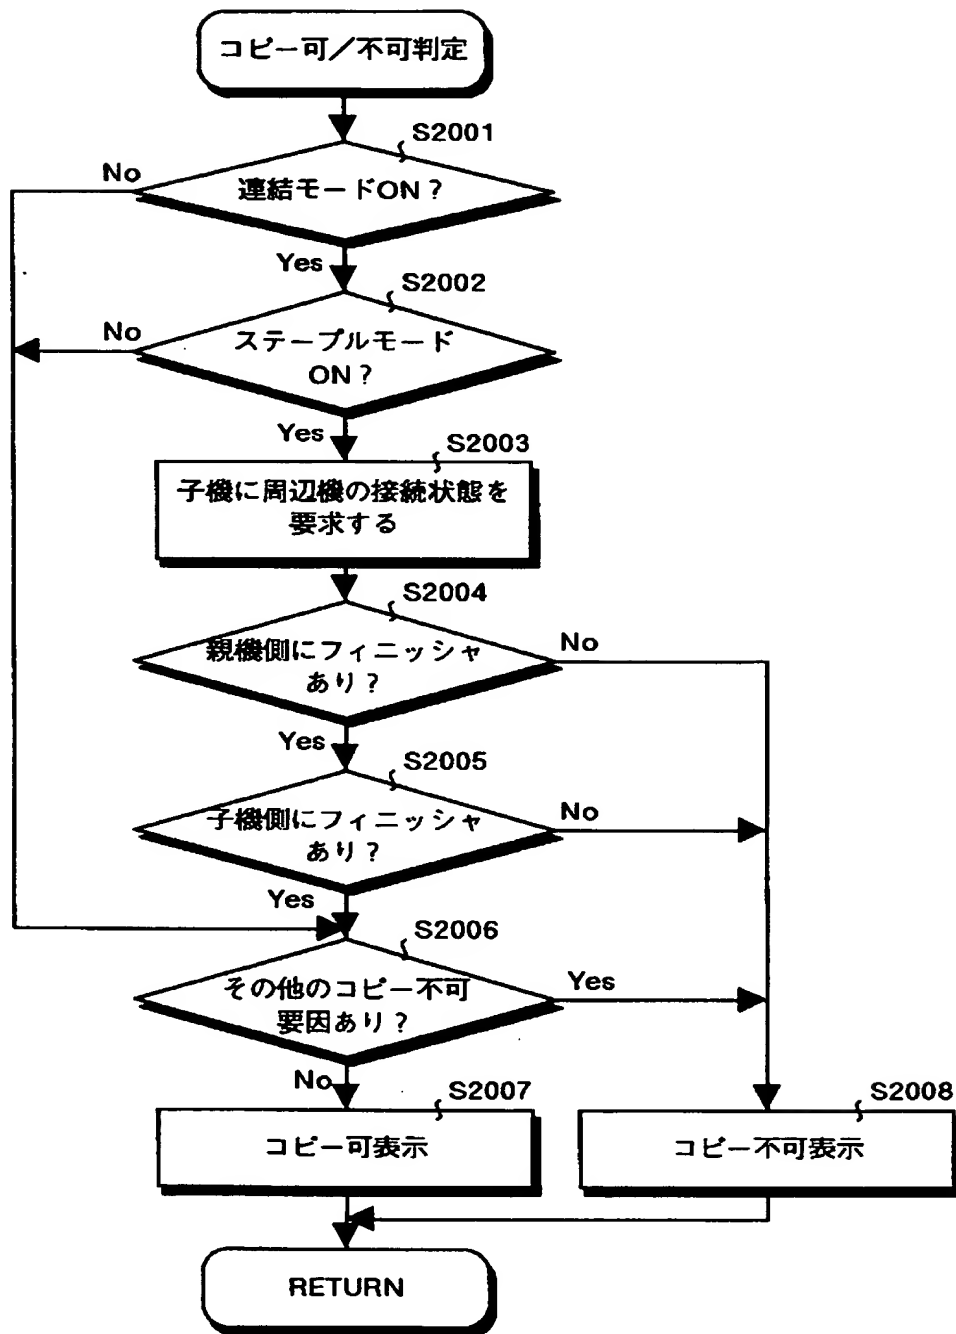 コピー可／不可判定
S2001
No
連結モードON？
Yes
S2002
No
ステープルモード
ON？
Yes
S2003
子機に周辺機の接続状態を
要求する
S2004
親機側にフィニッシャ
あり？
No
Yes
S2005
子機側にフィニッシャ
あり？
No
Yes
S2006
その他のコピー不可
要因あり？
Yes
No
S2007
コピー可表示
S2008
コピー不可表示
RETURN